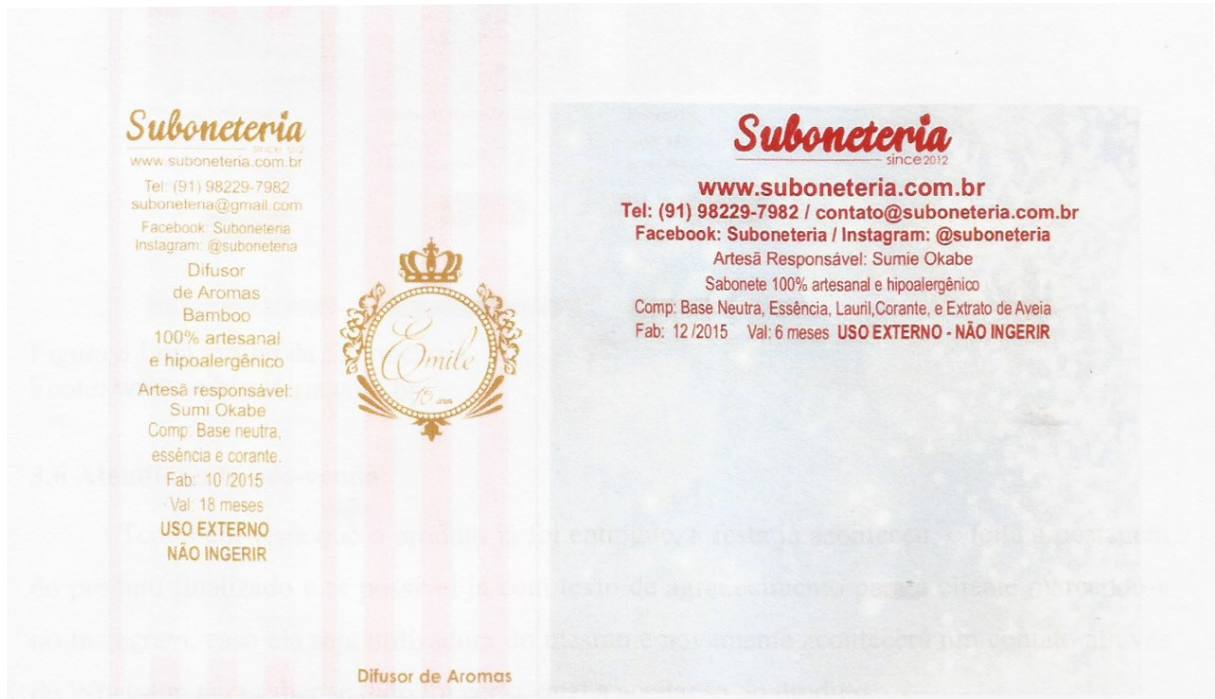 Suboneteria
since 2012
www.suboneteria.com.br
Tel: (91) 98229-7982
suboneteria@gmail.com
Facebook: Suboneteria
Instagram: @suboneteria
Difusor
de Aromas
Bamboo
100% artesanal
e hipoalergênico
Artesã responsável:
Sumi Okabe
Comp: Base neutra,
essência e corante.
Fab: 10 /2015
Val: 18 meses
USO EXTERNO
NÃO INGERIR
E
Emile
15 anos
Difusor de Aromas
Suboneteria
since 2012
www.suboneteria.com.br
Tel: (91) 98229-7982 / contato@suboneteria.com.br
Facebook: Suboneteria / Instagram: @suboneteria
Artesã Responsável: Sumie Okabe
Sabonete 100% artesanal e hipoalergênico
Comp: Base Neutra, Essência, Lauril,Corante, e Extrato de Aveia
Fab: 12 /2015 Val: 6 meses USO EXTERNO - NÃO INGERIR